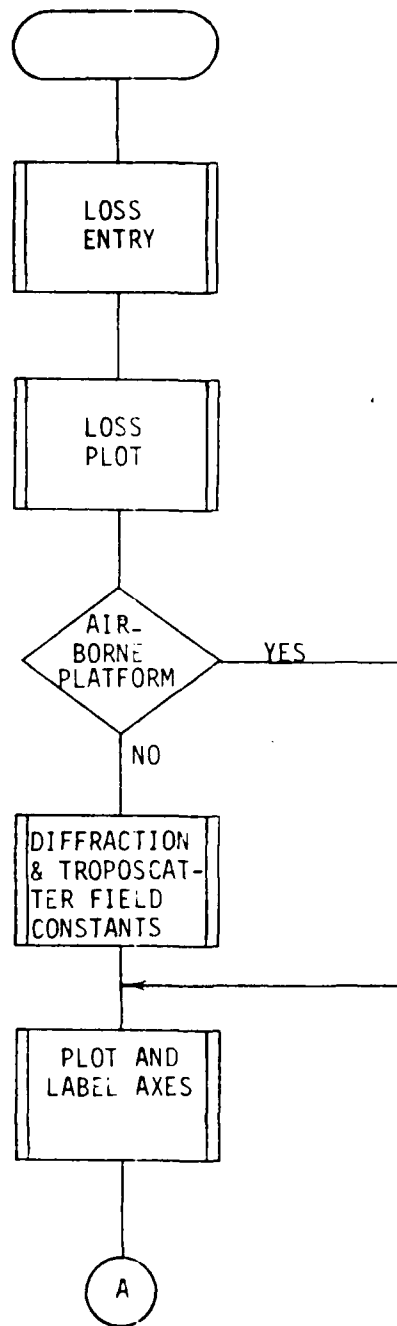 LOSS
ENTRY
LOSS
PLOT
AIR-
BORNE
PLATFORM
YES
NO
DIFFRACTION
& TROPOSCAT-
TER FIELD
CONSTANTS
PLOT AND
LABEL AXES
A